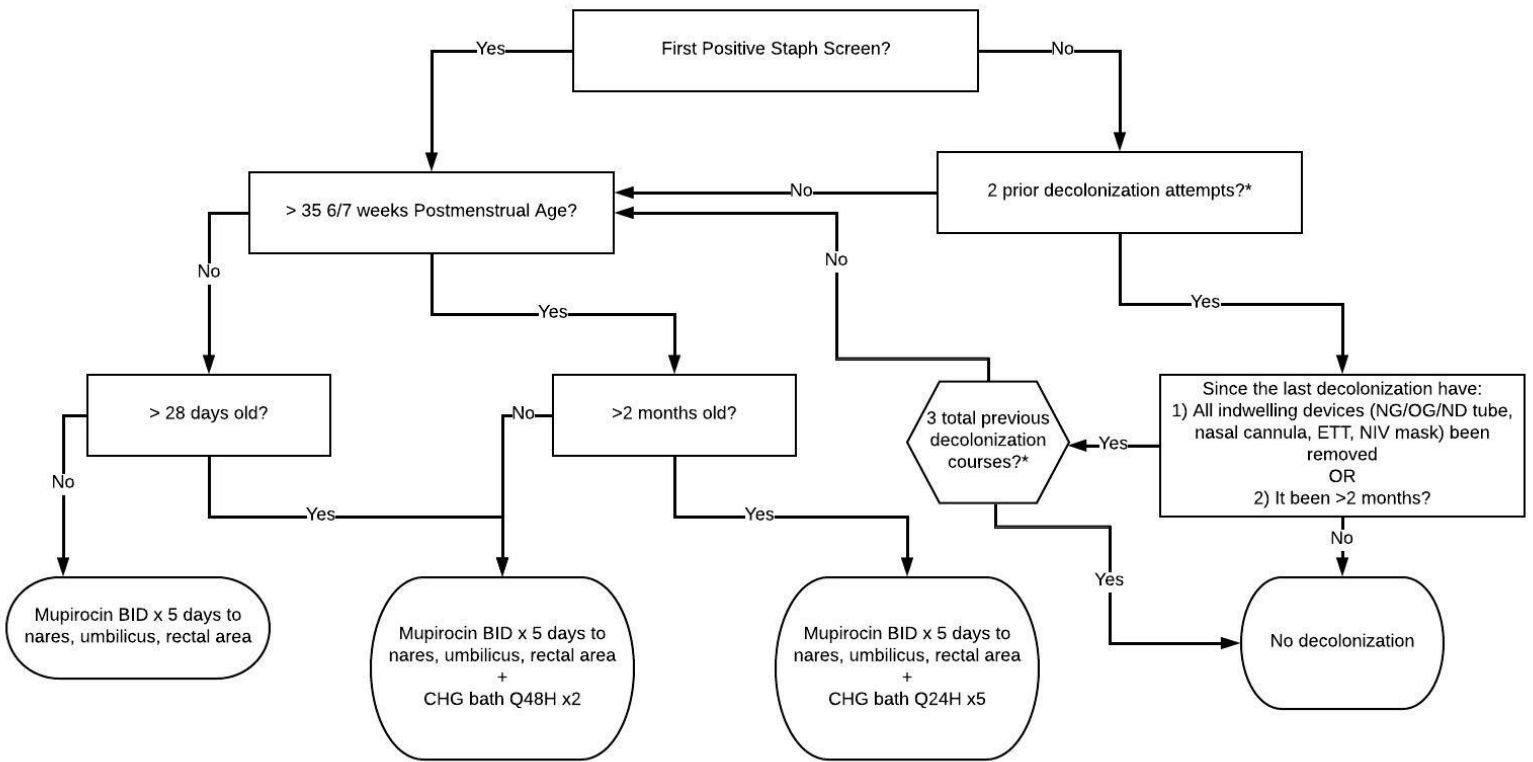 First Positive Staph Screen?
Yes
No
2 prior decolonization attempts?*
No
> 35 6/7 weeks Postmenstrual Age?
No
No
Yes
Yes
> 28 days old?
>2 months old?
3 total previous
decolonization
courses?*
Since the last decolonization have:
1) All indwelling devices (NG/OG/ND tube,
nasal cannula, ETT, NIV mask) been
removed
OR
2) It been >2 months?
No
Yes
No
Yes
Yes
No
Yes
Mupirocin BID x 5 days to
nares, umbilicus, rectal area
Mupirocin BID x 5 days to
nares, umbilicus, rectal area
+
CHG bath Q48H x2
Mupirocin BID x 5 days to
nares, umbilicus, rectal area
+
CHG bath Q24H x5
No decolonization